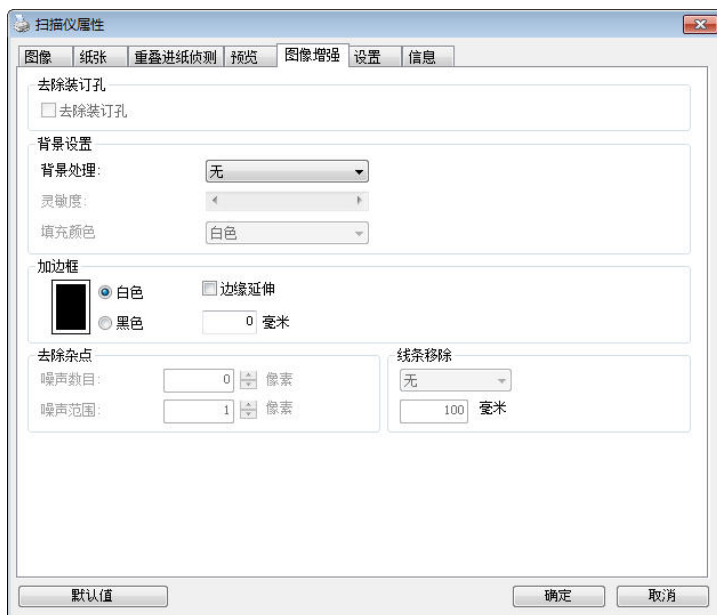 扫描仪属性
图像 纸张 重叠进纸侦测 预览 图像增强 设置 信息
去除装订孔
去除装订孔
背景设置
背景处理: 无
灵敏度:
填充颜色 白色
加边框
白色 边缘延伸
黑色 0 毫米
去除杂点 线条移除
噪声数目: 0 像素 无
噪声范围: 1 像素 100 毫米
默认值 确定 取消